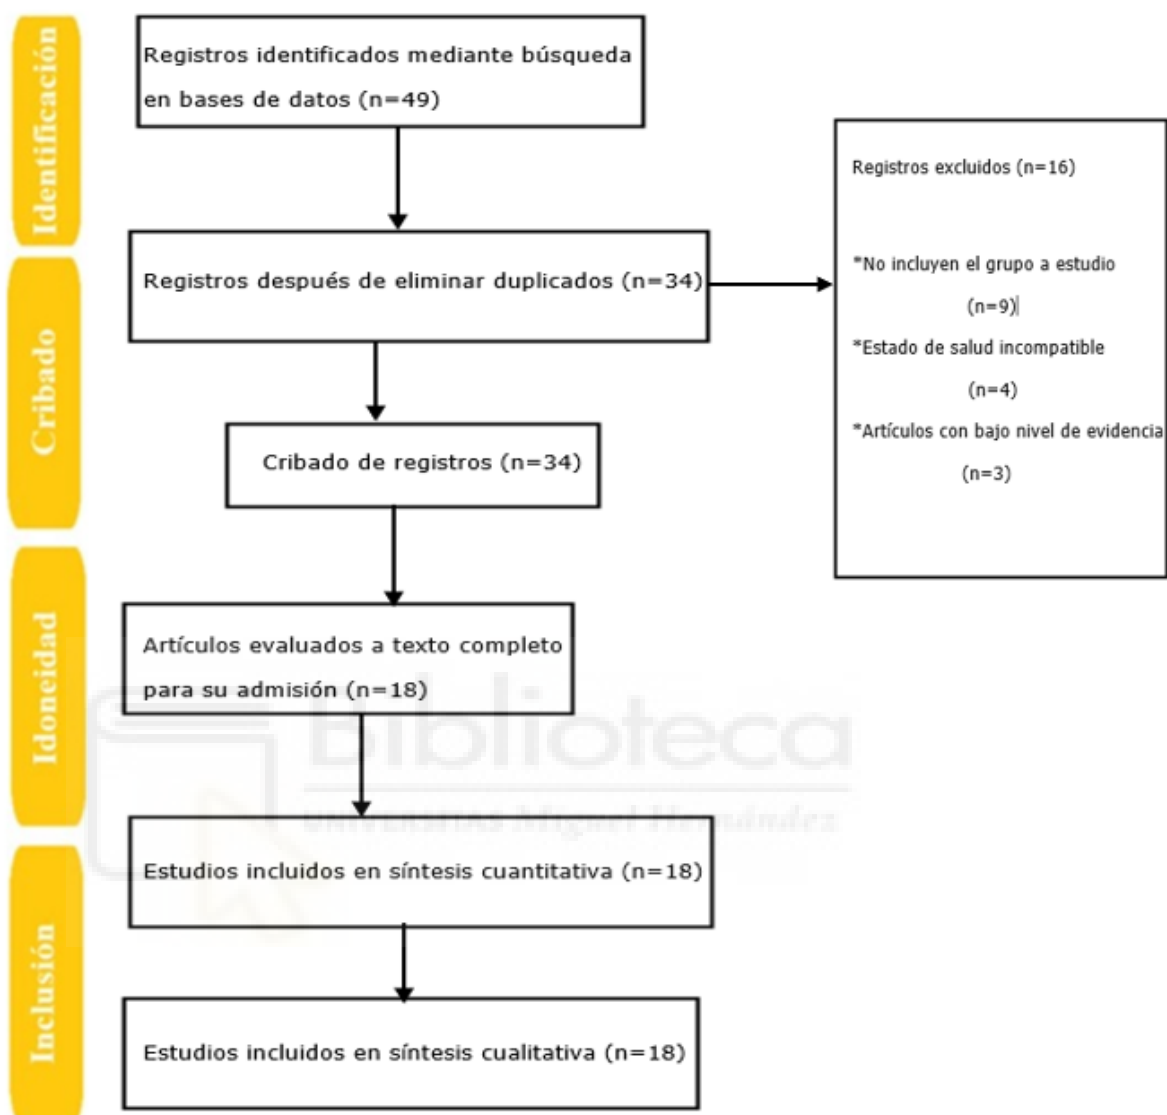 Identificación
Registros identificados mediante búsqueda
en bases de datos (n=49)
Registros excluidos (n=16)
*No incluyen el grupo a estudio
(n=9)
*Estado de salud incompatible
(n=4)
*Artículos con bajo nivel de evidencia
(n=3)
Registros después de eliminar duplicados (n=34)
Cribado
Cribado de registros (n=34)
Idoneidad
Artículos evaluados a texto completo
para su admisión (n=18)
Biblioteca
UNIVERSITAS Miguel Hernández
Inclusión
Estudios incluidos en síntesis cuantitativa (n=18)
Estudios incluidos en síntesis cualitativa (n=18)